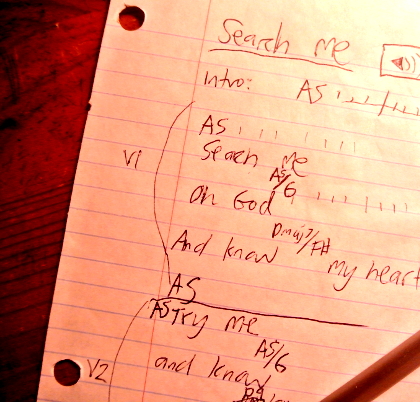 Search me
Intro: A5
A5
V1
Search me
A5/G
Oh God
Dmaj7/F#
And know my heart
A5
A5 Try me
A5/G
V2 and know